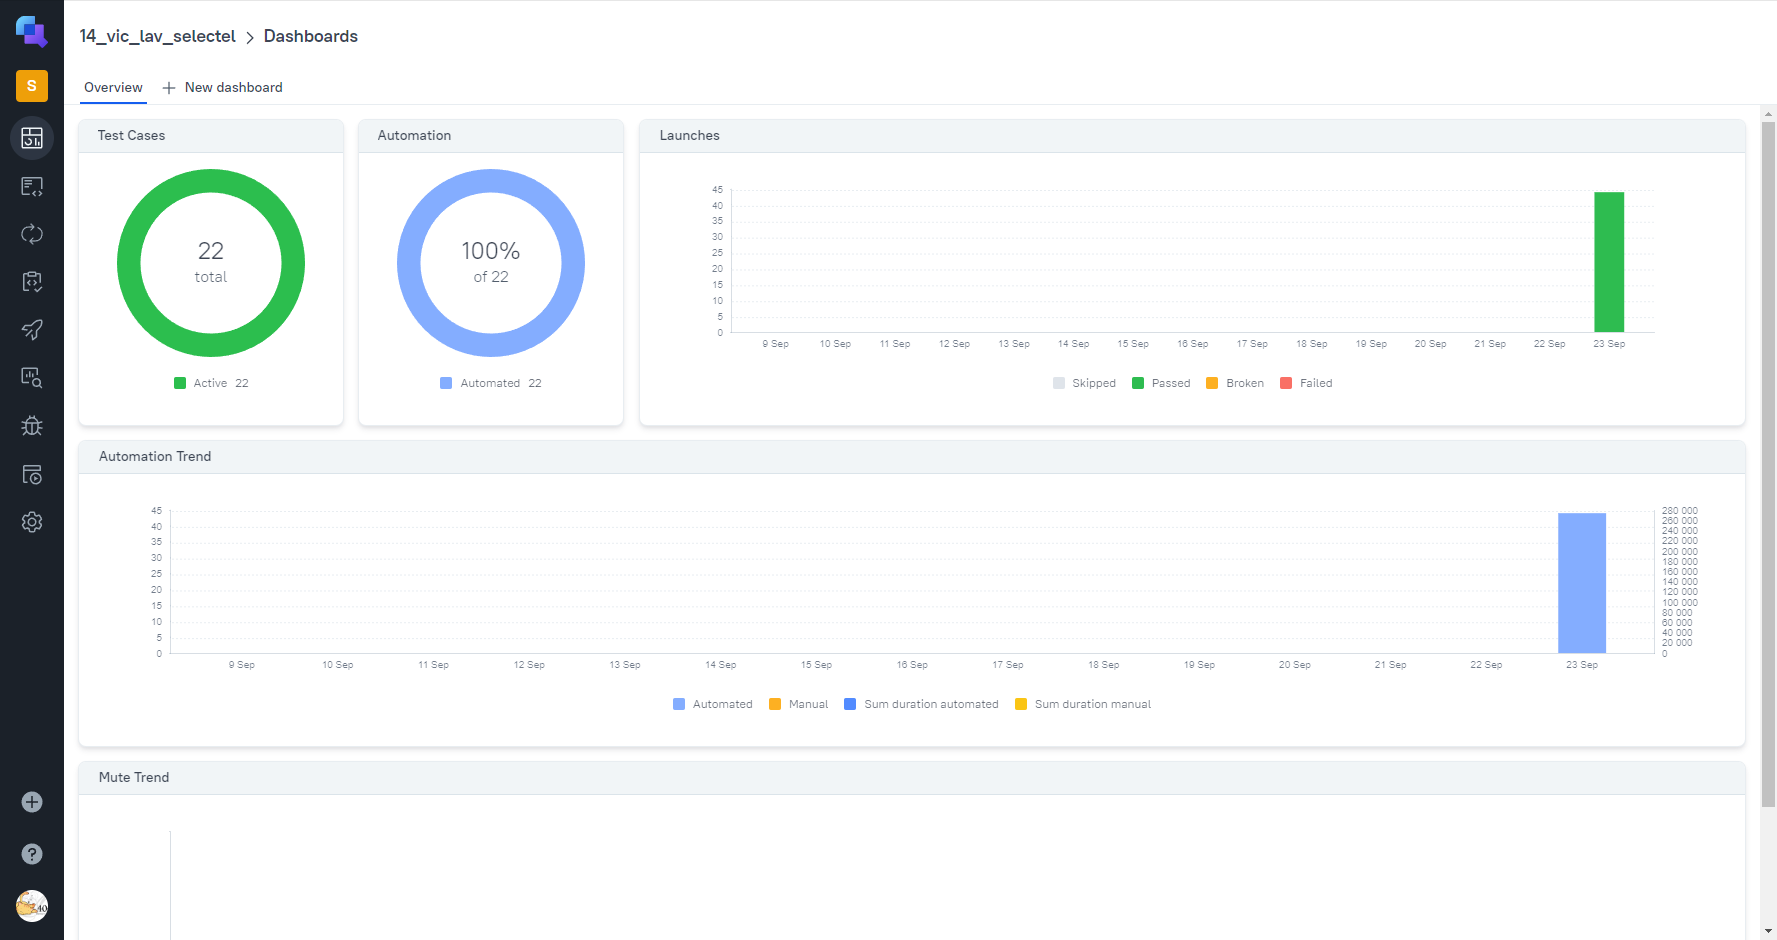 14_vic_lav_selectel > Dashboards
S
Overview + New dashboard
Test Cases
22
total
Active 22
Automation
100%
of 22
Automated 22
Launches
45
40
35
30
25
20
15
10
5
0
9 Sep 10 Sep 11 Sep 12 Sep 13 Sep 14 Sep 15 Sep 16 Sep 17 Sep 18 Sep 19 Sep 20 Sep 21 Sep 22 Sep 23 Sep
Skipped Passed Broken Failed
Automation Trend
45
40
35
30
25
20
15
10
5
0
280 000
260 000
240 000
220 000
200 000
180 000
160 000
140 000
120 000
100 000
80 000
60 000
40 000
20 000
0
9 Sep 10 Sep 11 Sep 12 Sep 13 Sep 14 Sep 15 Sep 16 Sep 17 Sep 18 Sep 19 Sep 20 Sep 21 Sep 22 Sep 23 Sep
Automated Manual Sum duration automated Sum duration manual
Mute Trend
?